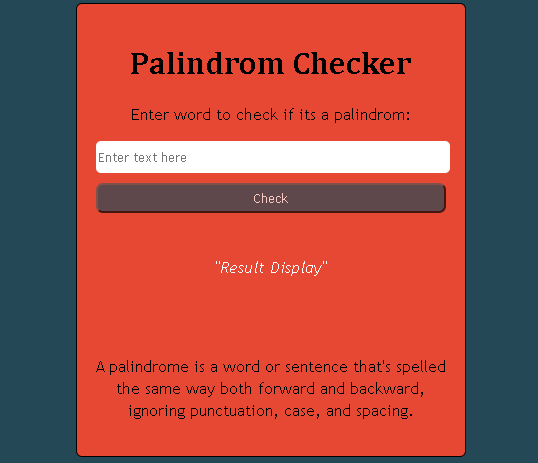 Palindrom Checker
Enter word to check if its a palindrom:
Enter text here
Check
"Result Display"
A palindrome is a word or sentence that's spelled
the same way both forward and backward,
ignoring punctuation, case, and spacing.